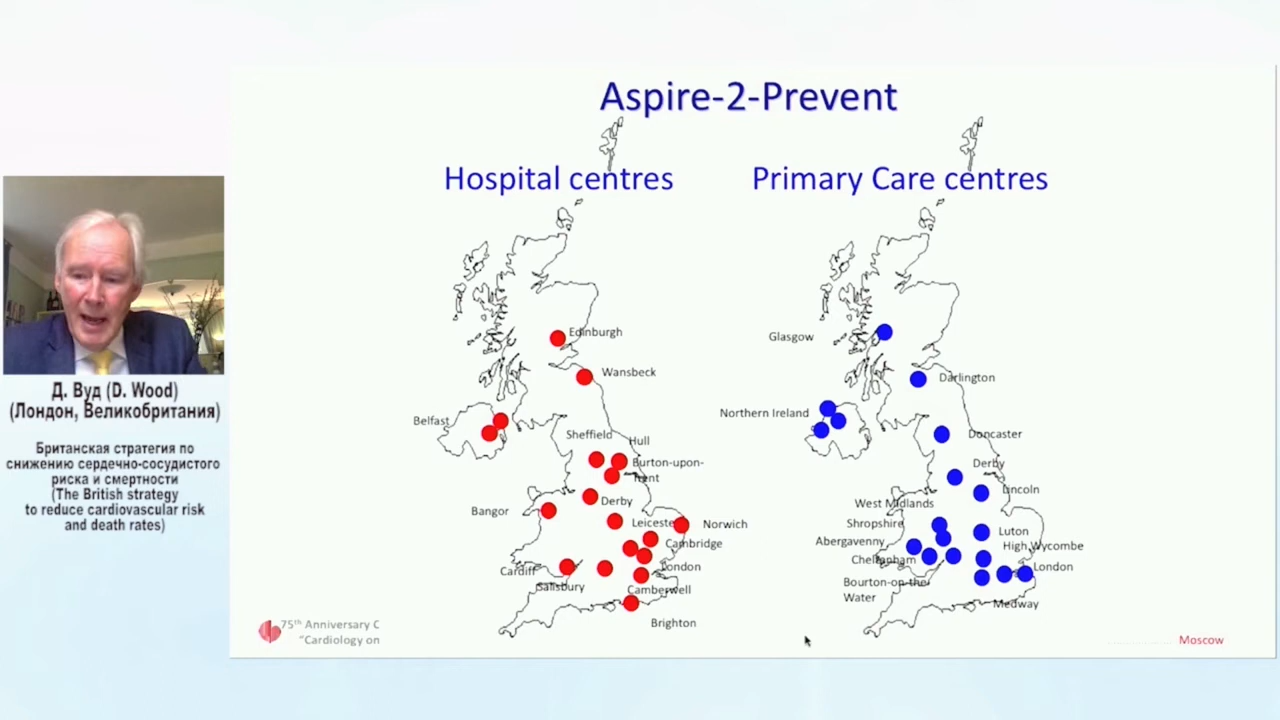 Aspire-2-Prevent
Hospital centres
Primary Care centres
Edinburgh
Wansbeck
Belfast
Sheffield
Hull
Burton-upon-
Trent
Derby
Bangor
Leicester
Norwich
Cambridge
London
Cardiff
Salisbury
Camberwell
Brighton
Glasgow
Darlington
Northern Ireland
Doncaster
Derby
Lincoln
West Midlands
Shropshire
Luton
Abergavenny
High Wycombe
Cheltenham
London
Bourton-on-the-
Water
Medway
75th Anniversary C
"Cardiology on
Moscow
Д. Вуд (D. Wood)
(Лондон, Великобритания)
Британская стратегия по
снижению сердечно-сосудистого
риска и смертности
(The British strategy
to reduce cardiovascular risk
and death rates)